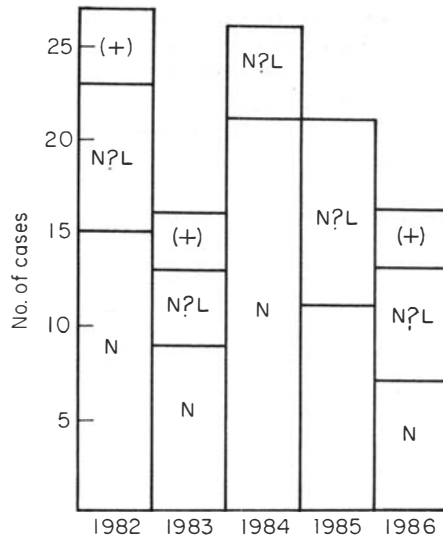 No. of cases
25
20
15
10
5
(+)
N?L
N
(+)
N?L
N
N?L
N
N?L
(+)
N?L
N
1982 1983 1984 1985 1986